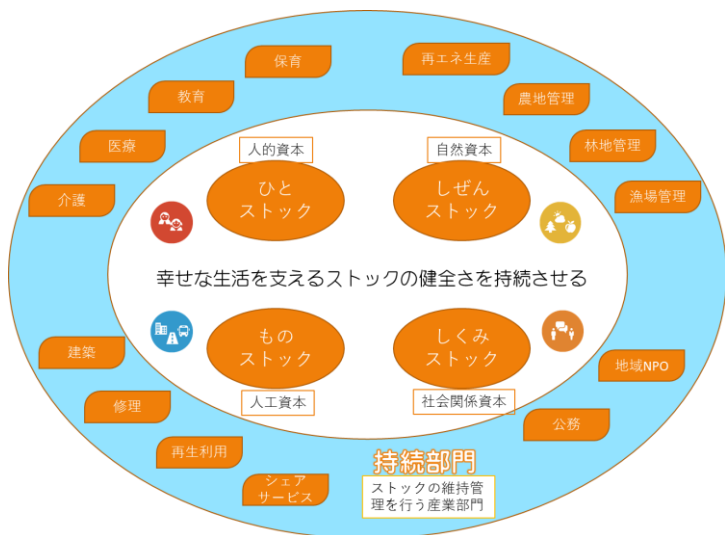 保育
再エネ生産
教育
農地管理
医療
林地管理
人的資本
自然資本
介護
漁場管理
ひと
ストック
しぜん
ストック
幸せな生活を支えるストックの健全さを持続させる
もの
ストック
しくみ
ストック
建築
地域NPO
人工資本
社会関係資本
修理
公務
再生利用
持続部門
シェア
サービス
ストックの維持管
理を行う産業部門